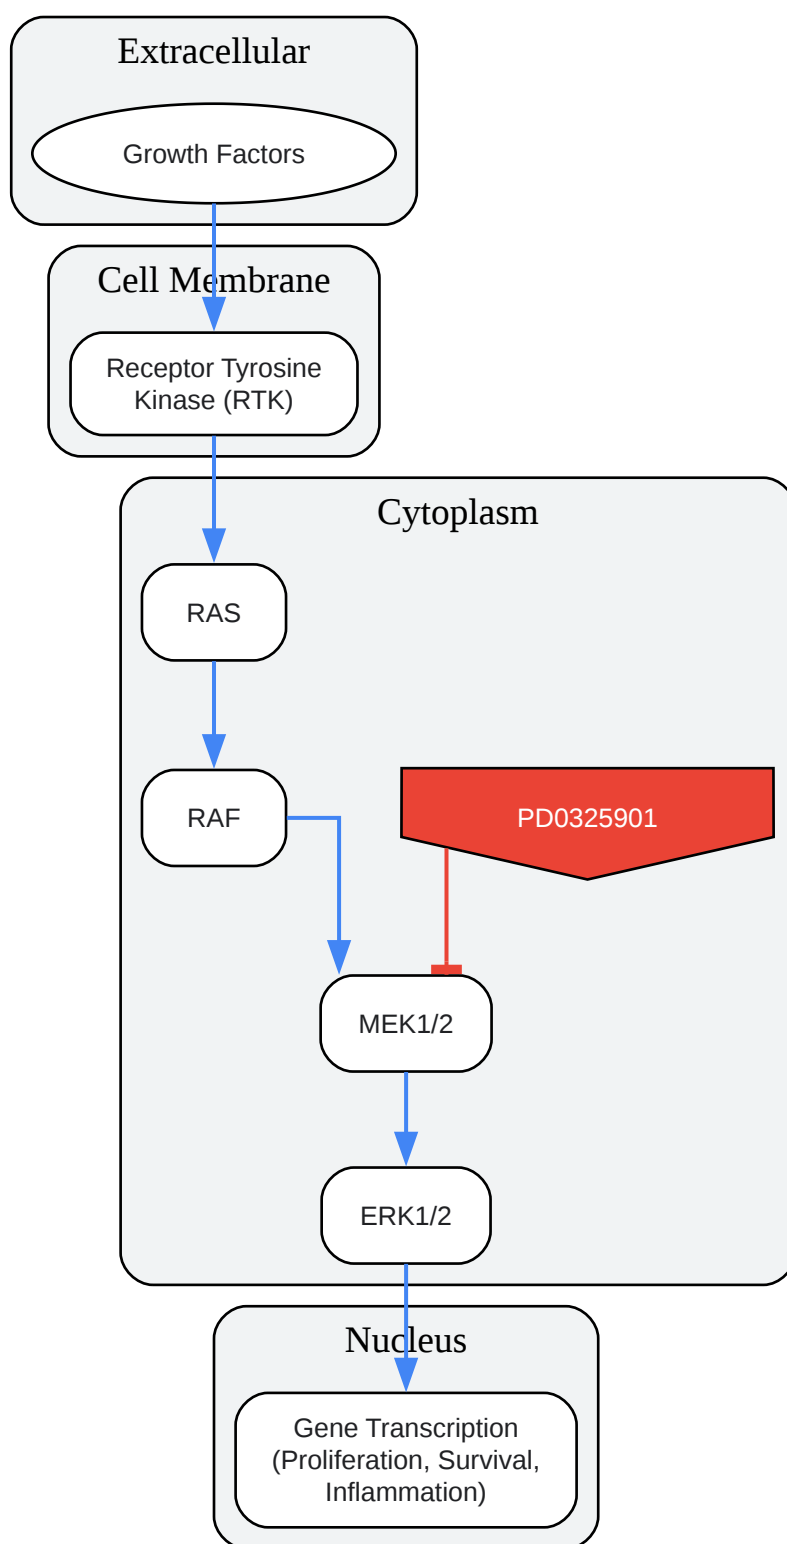 Extracellular
Growth Factors
Cell Membrane
Receptor Tyrosine
Kinase (RTK)
Cytoplasm
RAS
RAF
PD0325901
MEK1/2
ERK1/2
Nucleus
Gene Transcription
(Proliferation, Survival,
Inflammation)